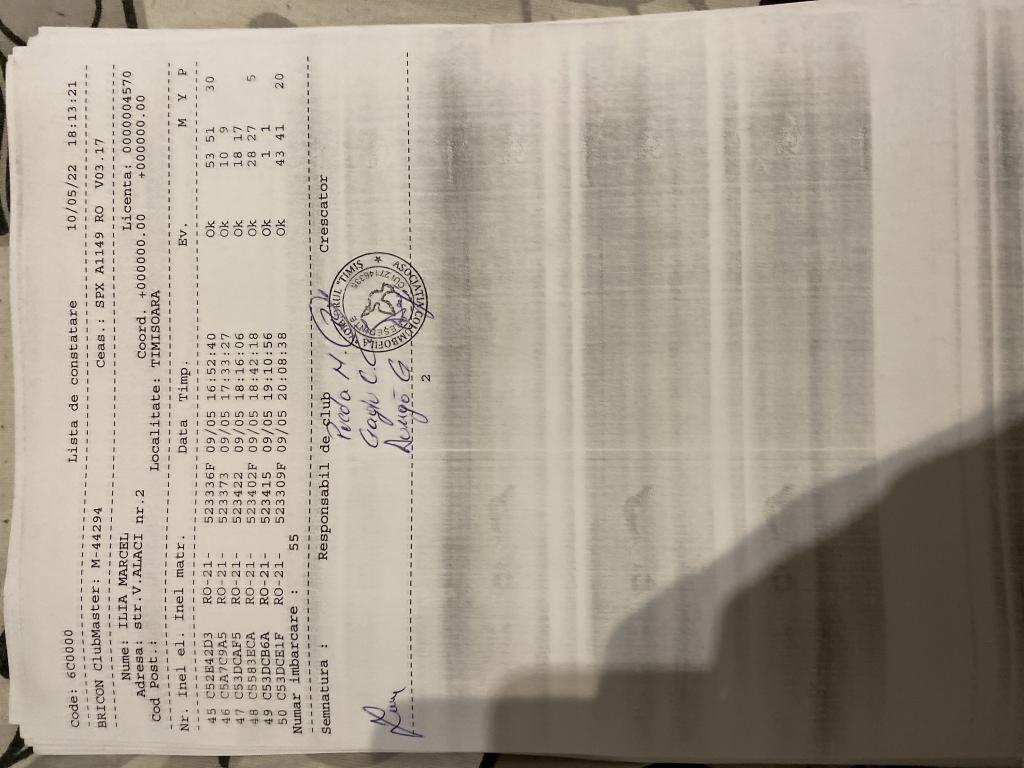 Code: 6C0000 Lista de constatare 10/05/22 18:13:21
BRICON ClubMaster: M-44294 Ceas.: SPX A1149 RO V03.17
Nume: ILIA MARCEL Licenta: 0000004570
Adresa: str.V.ALACI nr.2 Coord. +000000.00 +000000.00
Cod Post.: Localitate: TIMISOARA
Nr. Inel el. Inel matr. Data Timp. Ev. M Y P
45 C52E42D3 RO-21- 523336F 09/05 16:52:40 Ok 53 51 30
46 C5A7C9A5 RO-21- 523373 09/05 17:33:27 Ok 10 9
47 C53DCAF5 RO-21- 523422 09/05 18:16:06 Ok 18 17
48 C5583ECA RO-21- 523402F 09/05 18:42:18 Ok 28 27 5
49 C53DCB6A RO-21- 523415 09/05 19:10:56 Ok 1 1
50 C53DCE1F RO-21- 523309F 09/05 20:08:38 Ok 43 41 20
Numar imbarcare : 55
Semnatura : Responsabil de club Crescator
ASOCIATIA COLUMBOFILA "TIMIS
CUI 27146336
2